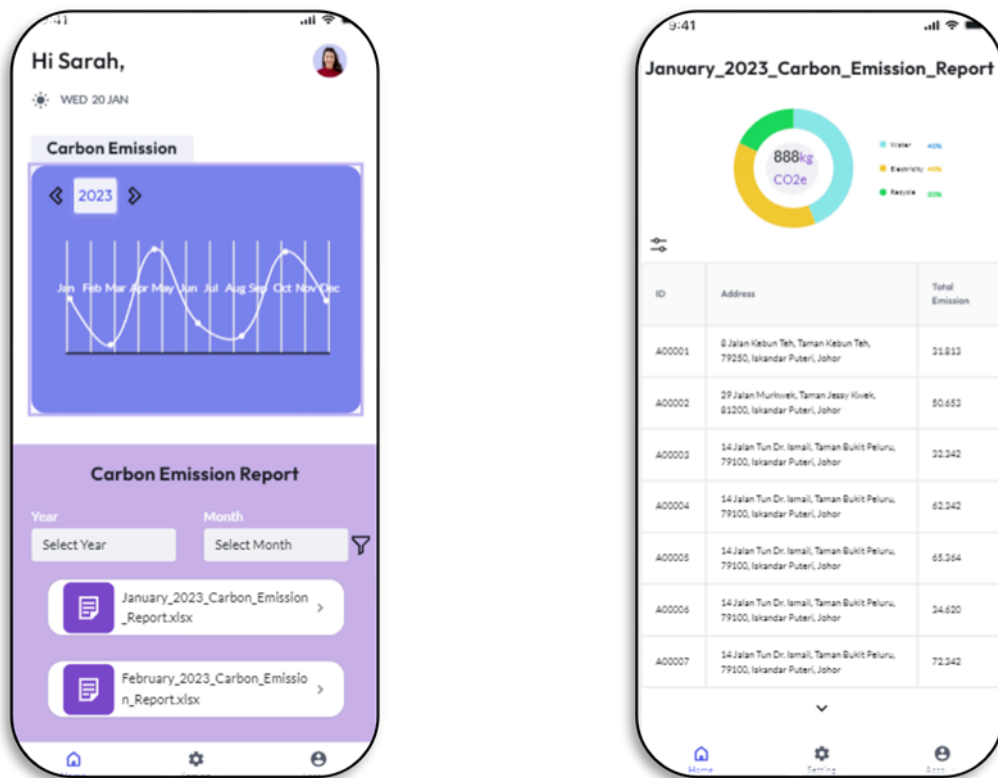 9:41
Hi Sarah,
WED 20 JAN
Carbon Emission
2023
Jan Feb Mar Apr May Jun Jul Aug Sep Oct Nov Dec
Carbon Emission Report
Year Month
Select Year Select Month
January_2023_Carbon_Emission
_Report.xlsx
February_2023_Carbon_Emissio
n_Report.xlsx
9:41
January_2023_Carbon_Emission_Report
888kg
CO2e
Water 40%
Electricity 40%
Recycle
ID Address Total
Emission
A00001 8 Jalan Kebun Teh, Taman Kebun Teh,
79250, Iskandar Puteri, Johor 31.813
A00002 29 Jalan Murkwek, Taman Jessy Kwek,
81200, Iskandar Puteri, Johor 50.653
A00003 14 Jalan Tun Dr. Ismail, Taman Bukit Peluru,
79100, Iskandar Puteri, Johor 32.342
A00004 14 Jalan Tun Dr. Ismail, Taman Bukit Peluru,
79100, Iskandar Puteri, Johor 62.342
A00005 14 Jalan Tun Dr. Ismail, Taman Bukit Peluru,
79100, Iskandar Puteri, Johor 65.364
A00006 14 Jalan Tun Dr. Ismail, Taman Bukit Peluru,
79100, Iskandar Puteri, Johor 34.620
A00007 14 Jalan Tun Dr. Ismail, Taman Bukit Peluru,
79100, Iskandar Puteri, Johor 72.342
Home Setting